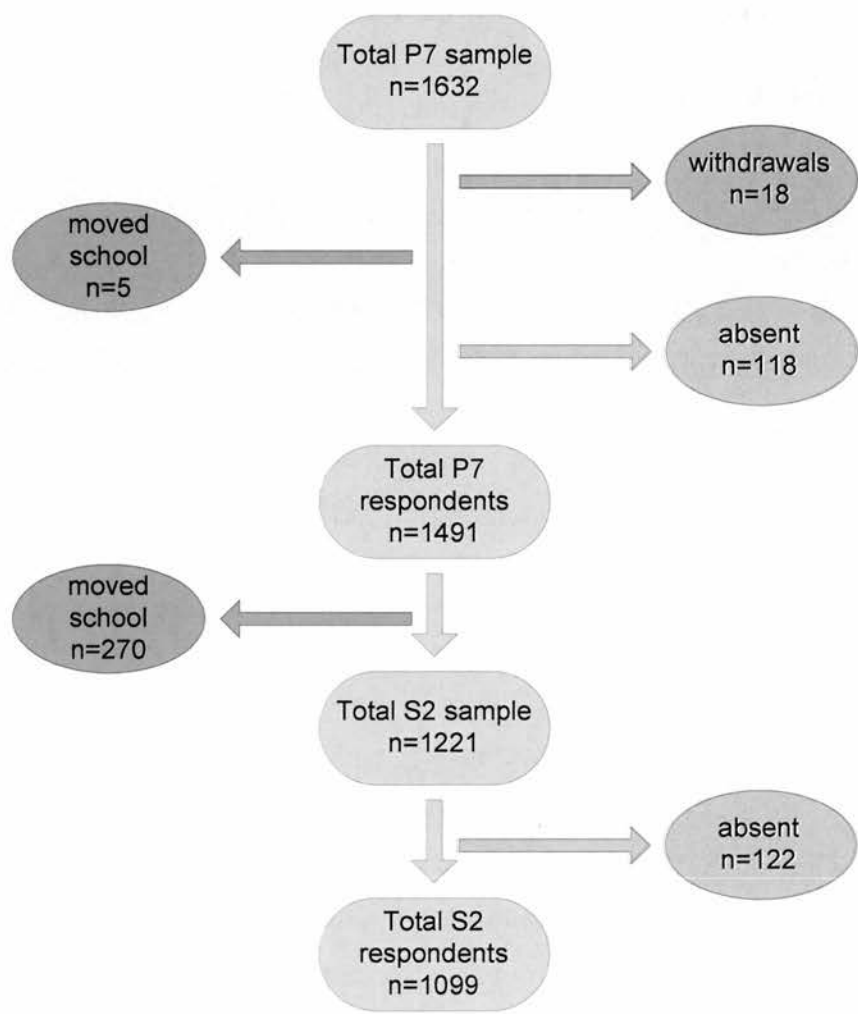 Total P7 sample
n=1632
withdrawals
n=18
moved
school
n=5
absent
n=118
Total P7
respondents
n=1491
moved
school
n=270
Total S2 sample
n=1221
absent
n=122
Total S2
respondents
n=1099